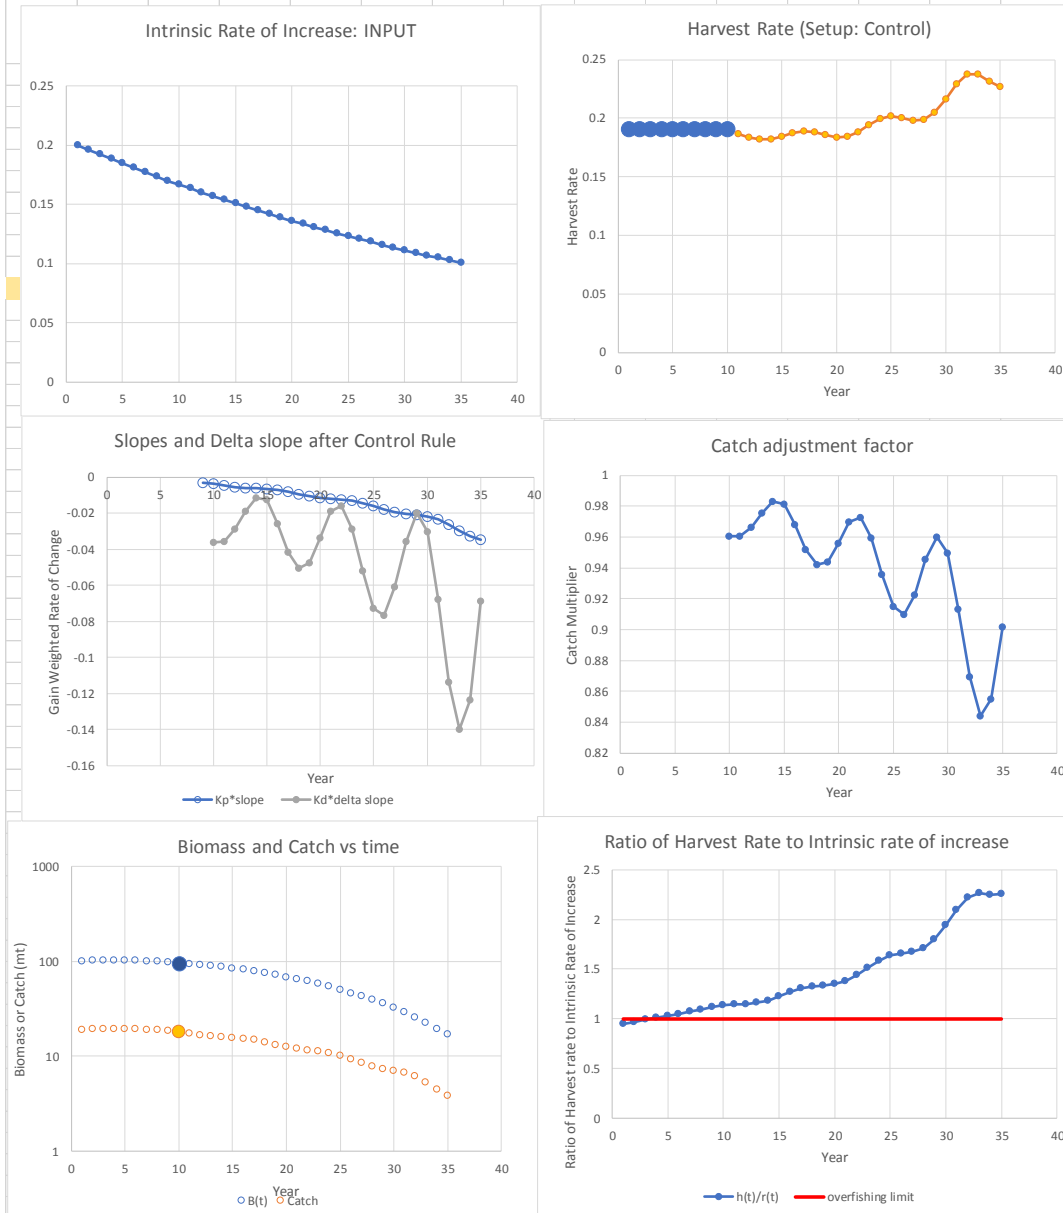 Intrinsic Rate of Increase: INPUT
0.25
0.2
0.15
0.1
0.05
0
0 5 10 15 20 25 30 35 40
Harvest Rate (Setup: Control)
0.25
0.2
0.15
0.1
0.05
0
Harvest Rate
0 5 10 15 20 25 30 35 40
Year
Slopes and Delta slope after Control Rule
0
-0.02
-0.04
-0.06
-0.08
-0.1
-0.12
-0.14
-0.16
Gain Weighted Rate of Change
0 5 10 15 20 25 30 35 40
Year
Kp*slope Kd*delta slope
Catch adjustment factor
1
0.98
0.96
0.94
0.92
0.9
0.88
0.86
0.84
0.82
Catch Multiplier
0 5 10 15 20 25 30 35 40
Year
Biomass and Catch vs time
1000
100
10
1
Biomass or Catch (mt)
0 5 10 15 20 25 30 35 40
Year
B(t) Catch
Ratio of Harvest Rate to Intrinsic rate of increase
2.5
2
1.5
1
0.5
0
Ratio of Harvest rate to Intrinsic Rate of Increase
0 5 10 15 20 25 30 35 40
Year
h(t)/r(t) overfishing limit